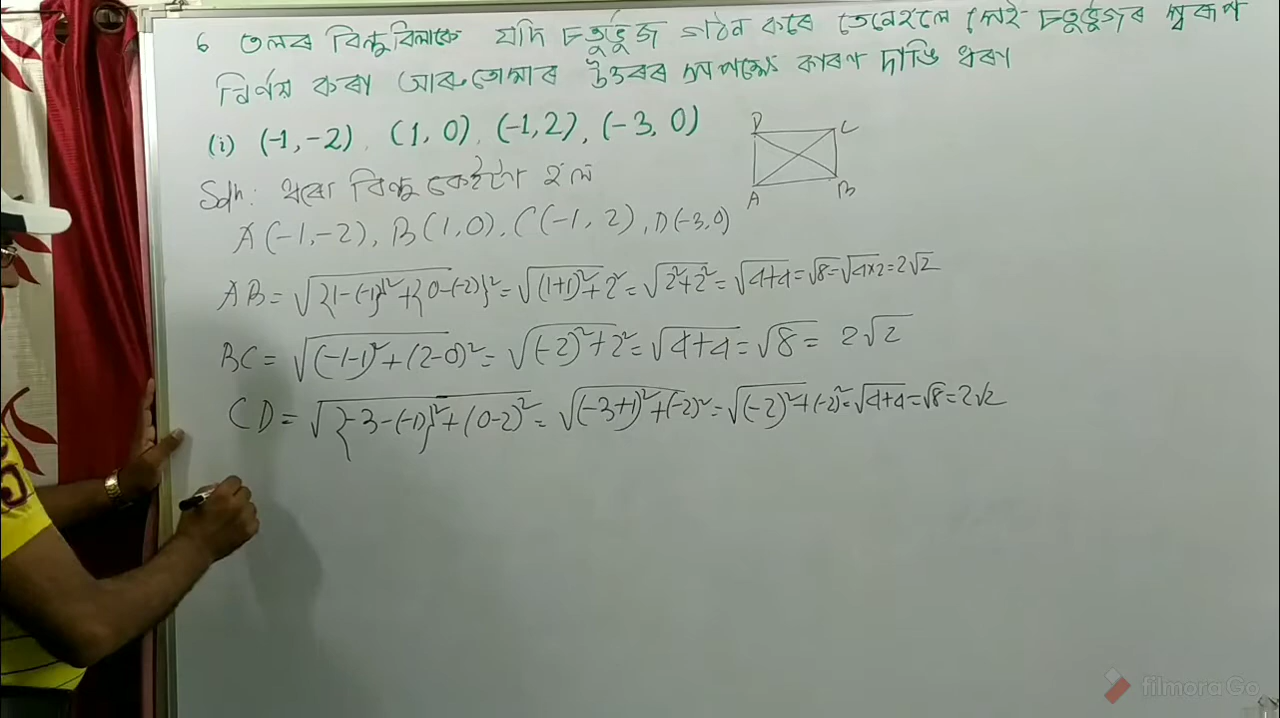 6 তলৰ বিন্দুবিলাকে যদি চতুৰ্ভুজ গঠন কৰে তেনেহলে সেই চতুৰ্ভুজৰ স্বৰূপ
নিৰ্ণয় কৰা আৰু তোমাৰ উত্তৰৰ সপক্ষে কাৰণ দাঙি ধৰা
(i) (-1, -2), (1, 0), (-1, 2), (-3, 0)
D C
A B
Soln: ধৰো বিন্দু কেইটা হল
A(-1, -2), B(1, 0), C(-1, 2), D(-3, 0)
AB = √{1-(-1)}²+{0-(-2)}² = √(1+1)²+2² = √2²+2² = √4+4 = √8 = √4×2 = 2√2
BC = √(-1-1)²+(2-0)² = √(-2)²+2² = √4+4 = √8 = 2√2
CD = √{-3-(-1)}²+(0-2)² = √(-3+1)²+(-2)² = √(-2)²+(-2)² = √4+4 = √8 = 2√2
filmoraGo